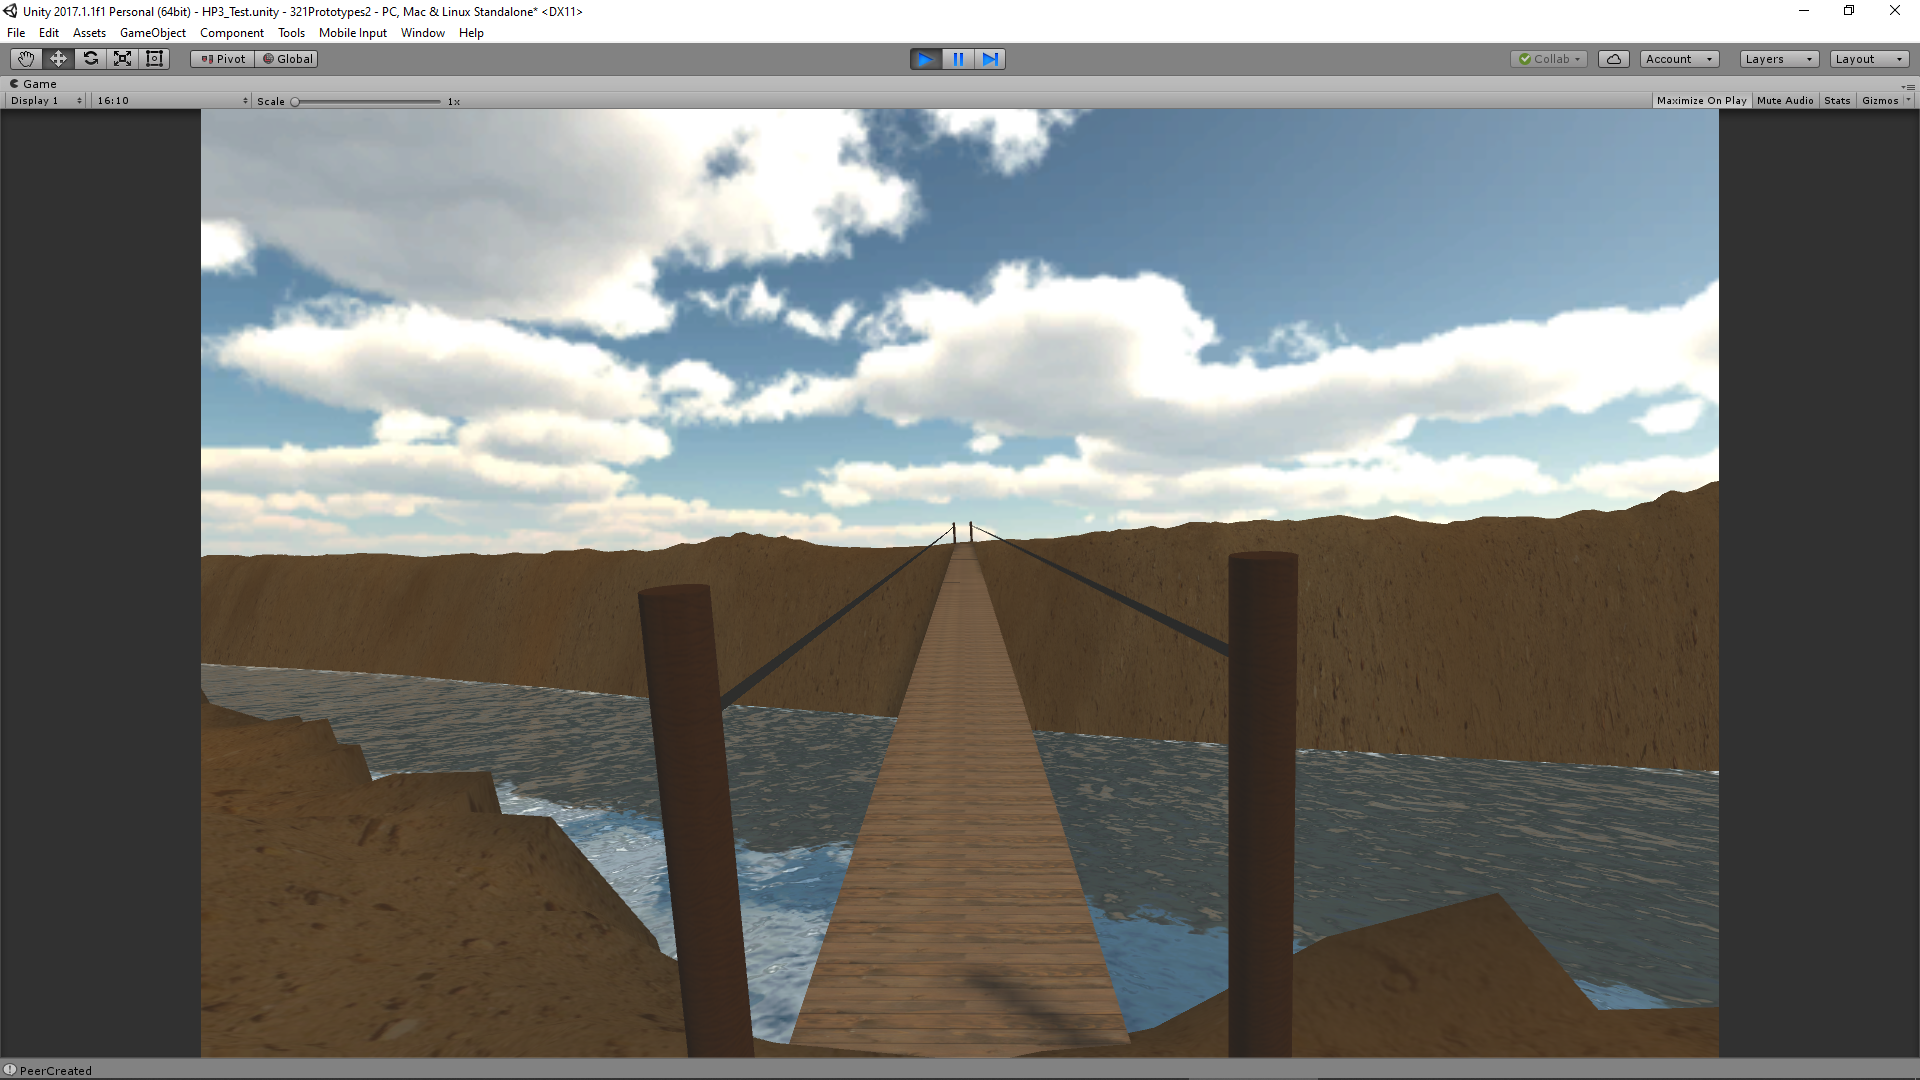 Unity 2017.1.1f1 Personal (64bit) - HP3_Test.unity - 321Prototypes2 - PC, Mac & Linux Standalone* <DX11>
File Edit Assets GameObject Component Tools Mobile Input Window Help
Pivot Global Collab Account Layers Layout
Game
Display 1 16:10 Scale 1x Maximize On Play Mute Audio Stats Gizmos
PeerCreated